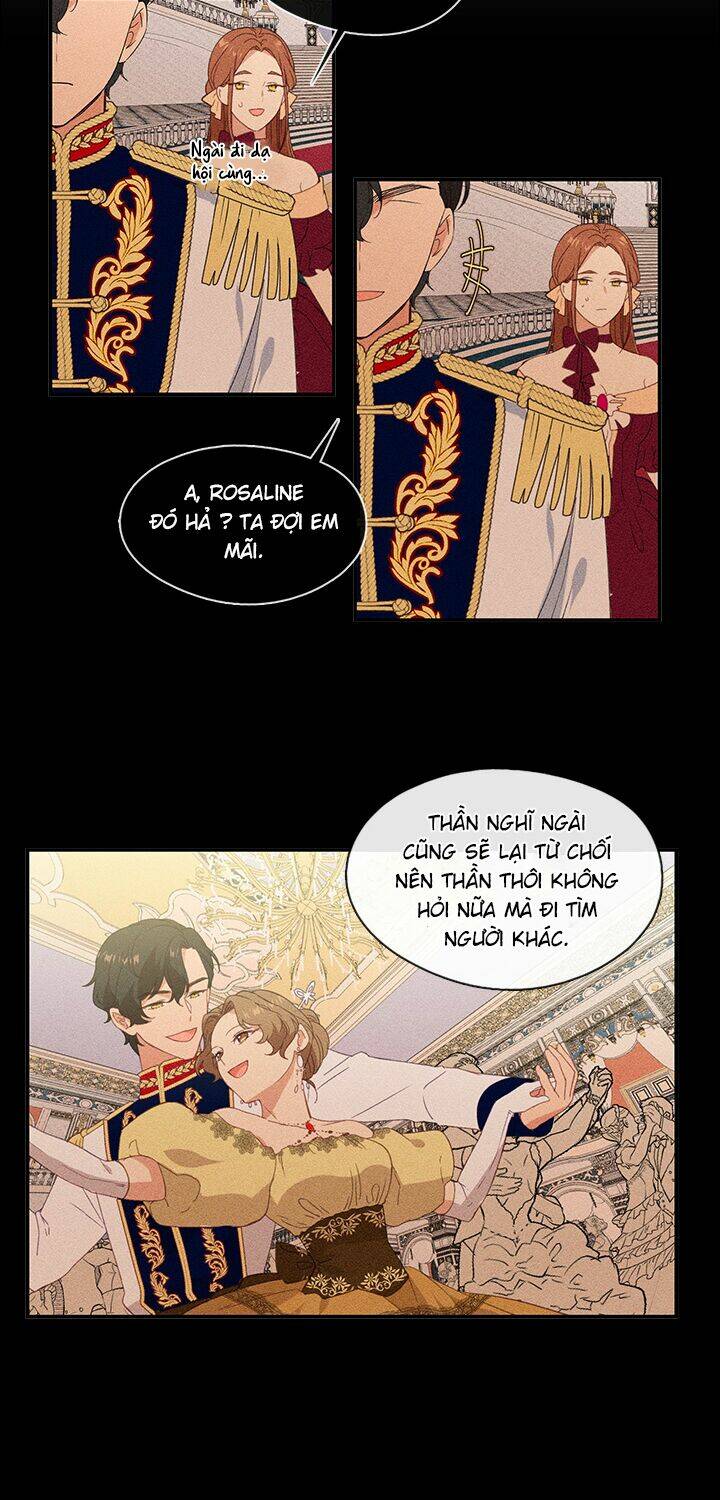 Ngài đi dạ
hội cùng...
A, ROSALINE
ĐÓ HẢ ? TA ĐỢI EM
MÃI.
THẦN NGHĨ NGÀI
CŨNG SẼ LẠI TỪ CHỐI
NÊN THẦN THÔI KHÔNG
HỎI NỮA MÀ ĐI TÌM
NGƯỜI KHÁC.